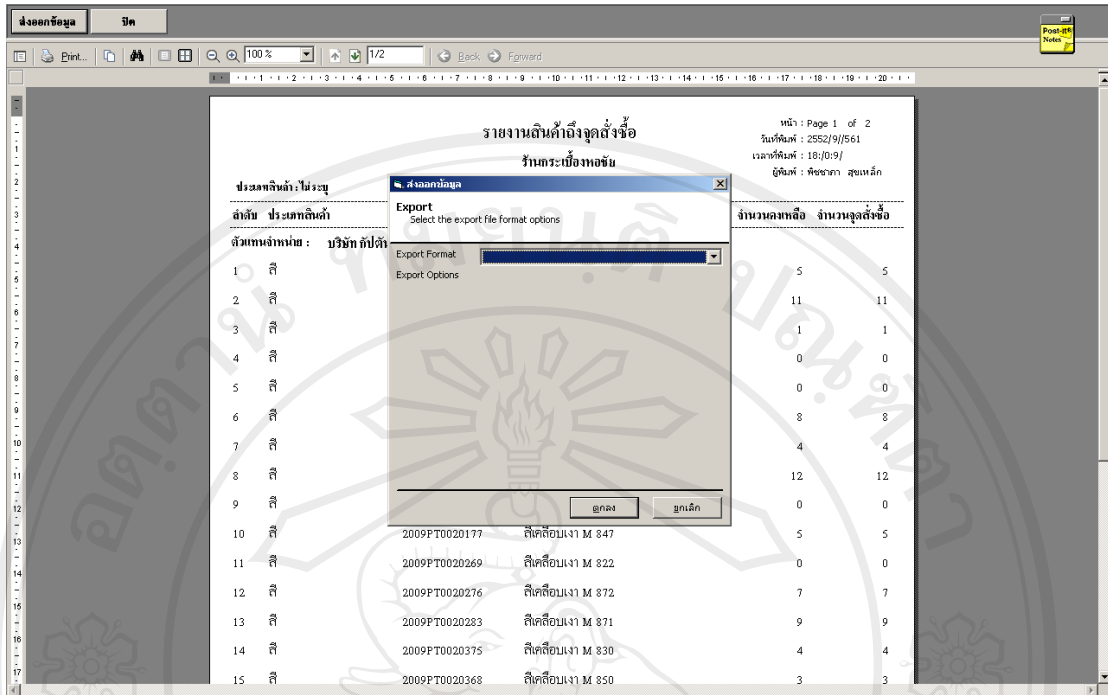 ส่งออกข้อมูล ปิด
Post-it® Notes
Print... 100 % 1/2 Back Forward
รายงานสินค้าถึงจุดสั่งซื้อ
ร้านกระเบื้องหอชัย
หน้า : Page 1 of 2
วันที่พิมพ์ : 2552/9//561
เวลาที่พิมพ์ : 18:/0:9/
ผู้พิมพ์ : พิชชาภา สุขเหล็ก
ประเภทสินค้า : ไม่ระบุ
ลำดับ ประเภทสินค้า จำนวนคงเหลือ จำนวนจุดสั่งซื้อ
ตัวแทนจำหน่าย : บริษัท กัปตัน
ส่งออกข้อมูล
Export
Select the export file format options
Export Format
Export Options
ตกลง ยกเลิก
1 สี 5 5
2 สี 11 11
3 สี 1 1
4 สี 0 0
5 สี 0 0
6 สี 8 8
7 สี 4 4
8 สี 12 12
9 สี 0 0
10 สี 2009PT0020177 สีเคลือบเงา M 847 5 5
11 สี 2009PT0020269 สีเคลือบเงา M 822 0 0
12 สี 2009PT0020276 สีเคลือบเงา M 872 7 7
13 สี 2009PT0020283 สีเคลือบเงา M 871 9 9
14 สี 2009PT0020375 สีเคลือบเงา M 830 4 4
15 สี 2009PT0020368 สีเคลือบเงา M 850 3 3